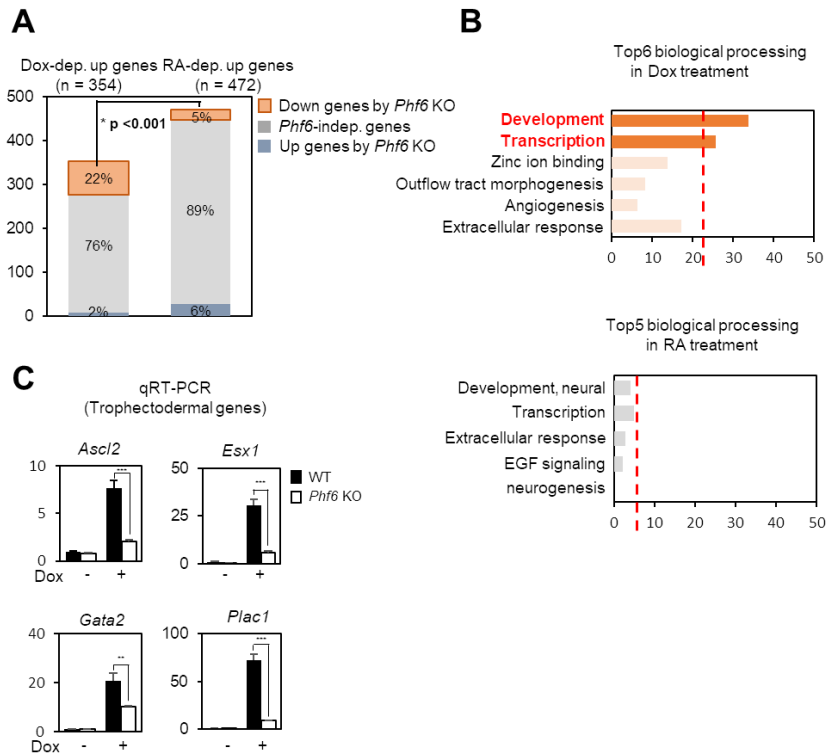 A
Dox-dep. up genes RA-dep. up genes
(n = 354) (n = 472)
500
400
300
200
100
0
* p <0.001
22%
76%
2%
5%
89%
6%
Down genes by Phf6 KO
Phf6-indep. genes
Up genes by Phf6 KO
B
Top6 biological processing
in Dox treatment
Development
Transcription
Zinc ion binding
Outflow tract morphogenesis
Angiogenesis
Extracellular response
0 10 20 30 40 50
Top5 biological processing
in RA treatment
Development, neural
Transcription
Extracellular response
EGF signaling
neurogenesis
0 10 20 30 40 50
C
qRT-PCR
(Trophectodermal genes)
Ascl2
10
5
0
***
Dox - +
Esx1
50
25
0
***
- +
WT
Phf6 KO
Gata2
40
20
0
**
Dox - +
Plac1
100
50
0
***
- +